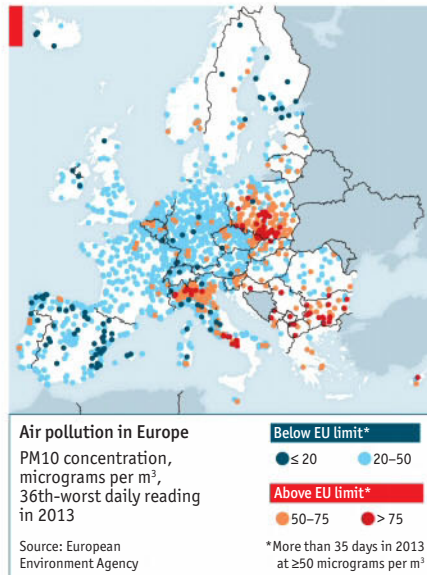 Air pollution in Europe
PM10 concentration,
micrograms per m³,
36th-worst daily reading
in 2013
Source: European
Environment Agency
Below EU limit*
≤ 20
20–50
Above EU limit*
50–75
> 75
*More than 35 days in 2013
at ≥50 micrograms per m³